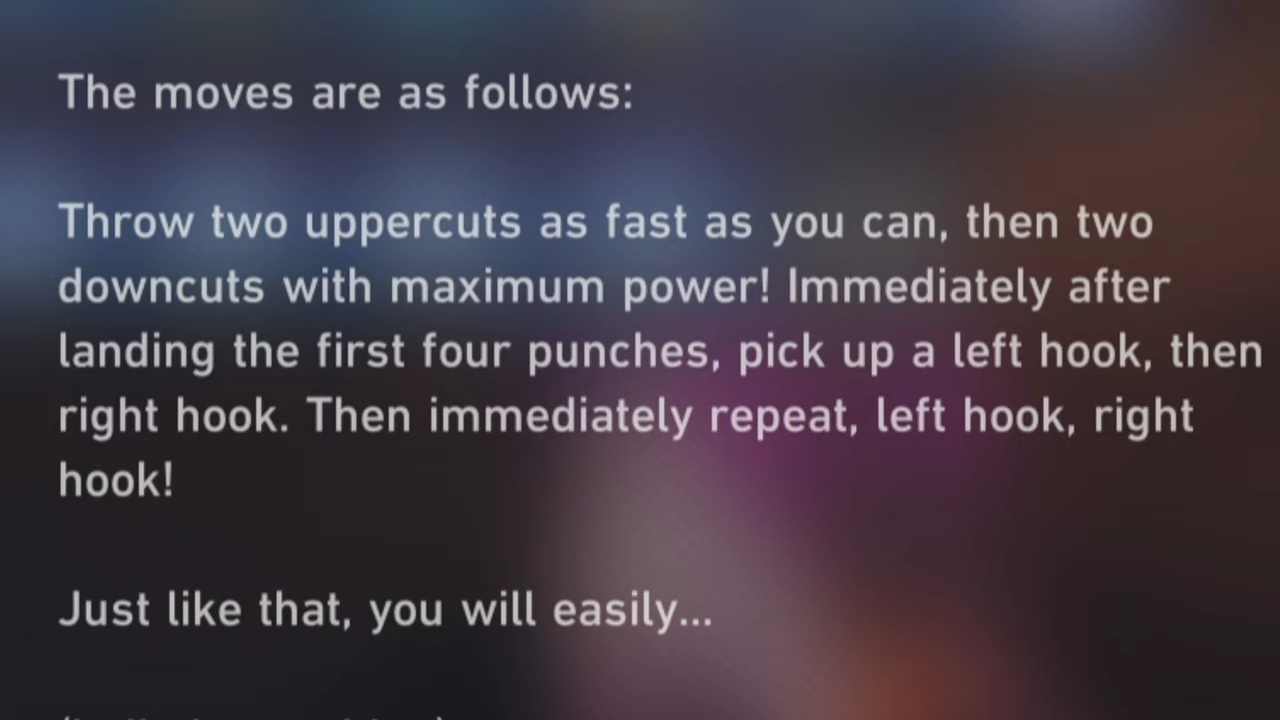 The moves are as follows:
Throw two uppercuts as fast as you can, then two
downcuts with maximum power! Immediately after
landing the first four punches, pick up a left hook, then
right hook. Then immediately repeat, left hook, right
hook!
Just like that, you will easily...